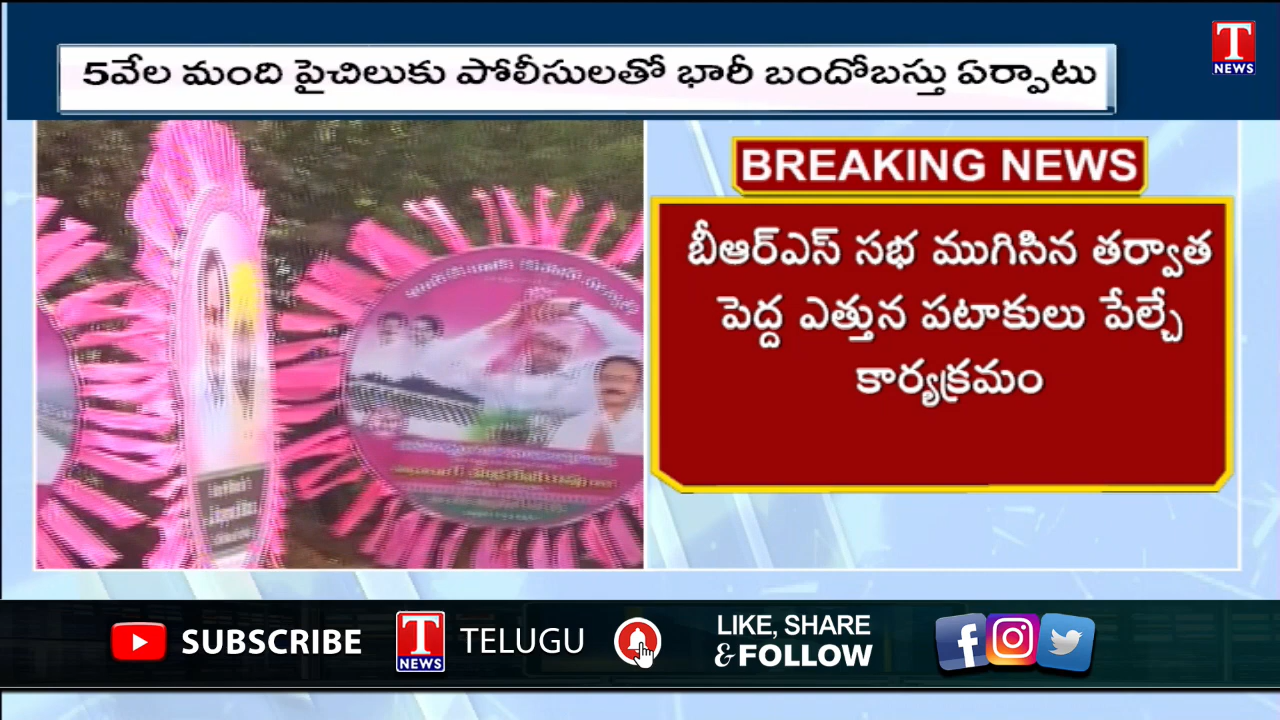 5వేల మంది పైచిలుకు పోలీసులతో భారీ బందోబస్తు ఏర్పాటు
T
NEWS
BREAKING NEWS
బీఆర్ఎస్ సభ ముగిసిన తర్వాత
పెద్ద ఎత్తున పటాకులు పేల్చే
కార్యక్రమం
SUBSCRIBE
T
NEWS
TELUGU
LIKE, SHARE
& FOLLOW